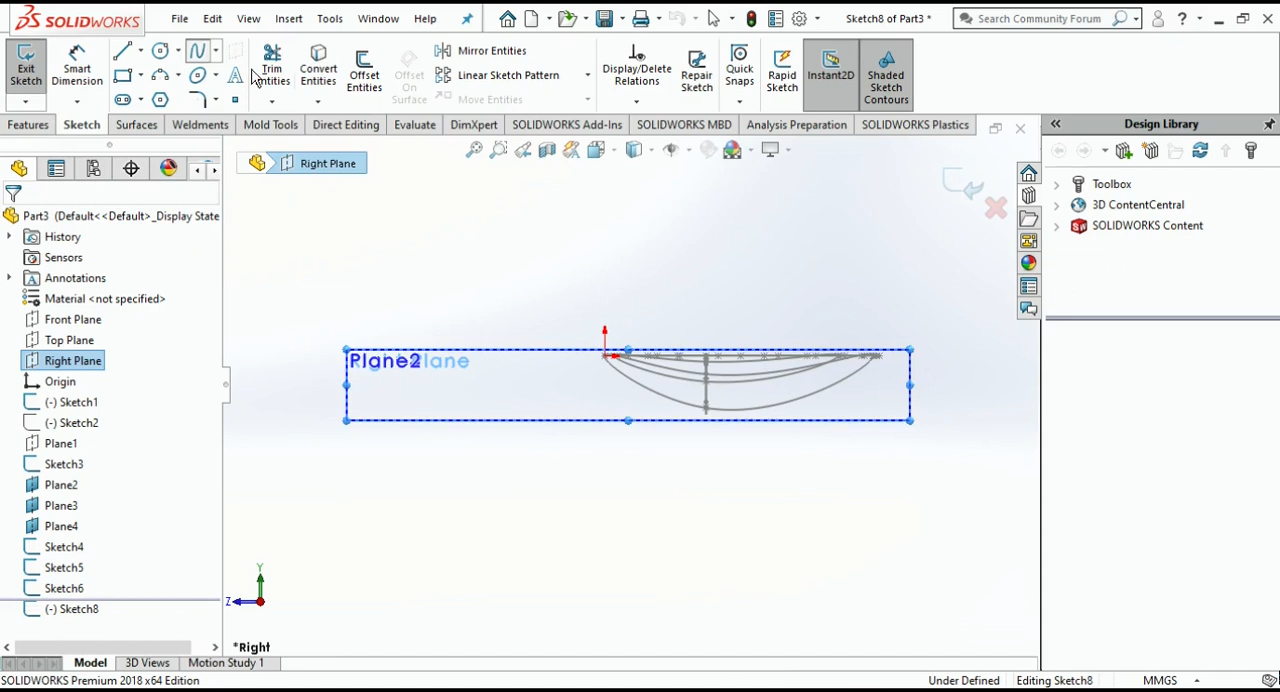 SOLIDWORKS File Edit View Insert Tools Window Help Sketch8 of Part3 * Search Community Forum
Exit Sketch Smart Dimension Trim Entities Convert Entities Offset Entities Offset On Surface Mirror Entities Linear Sketch Pattern Move Entities Display/Delete Relations Repair Sketch Quick Snaps Rapid Sketch Instant2D Shaded Sketch Contours
Features Sketch Surfaces Weldments Mold Tools Direct Editing Evaluate DimXpert SOLIDWORKS Add-Ins SOLIDWORKS MBD Analysis Preparation SOLIDWORKS Plastics Design Library
Right Plane
Toolbox
3D ContentCentral
SOLIDWORKS Content
Part3 (Default<<Default>_Display State
History
Sensors
Annotations
Material <not specified>
Front Plane
Top Plane
Right Plane
Origin
(-) Sketch1
(-) Sketch2
Plane1
Sketch3
Plane2
Plane3
Plane4
Sketch4
Sketch5
Sketch6
(-) Sketch8
Plane2
Plane
Y
Z
*Right
Model 3D Views Motion Study 1
SOLIDWORKS Premium 2018 x64 Edition Under Defined Editing Sketch8 MMGS